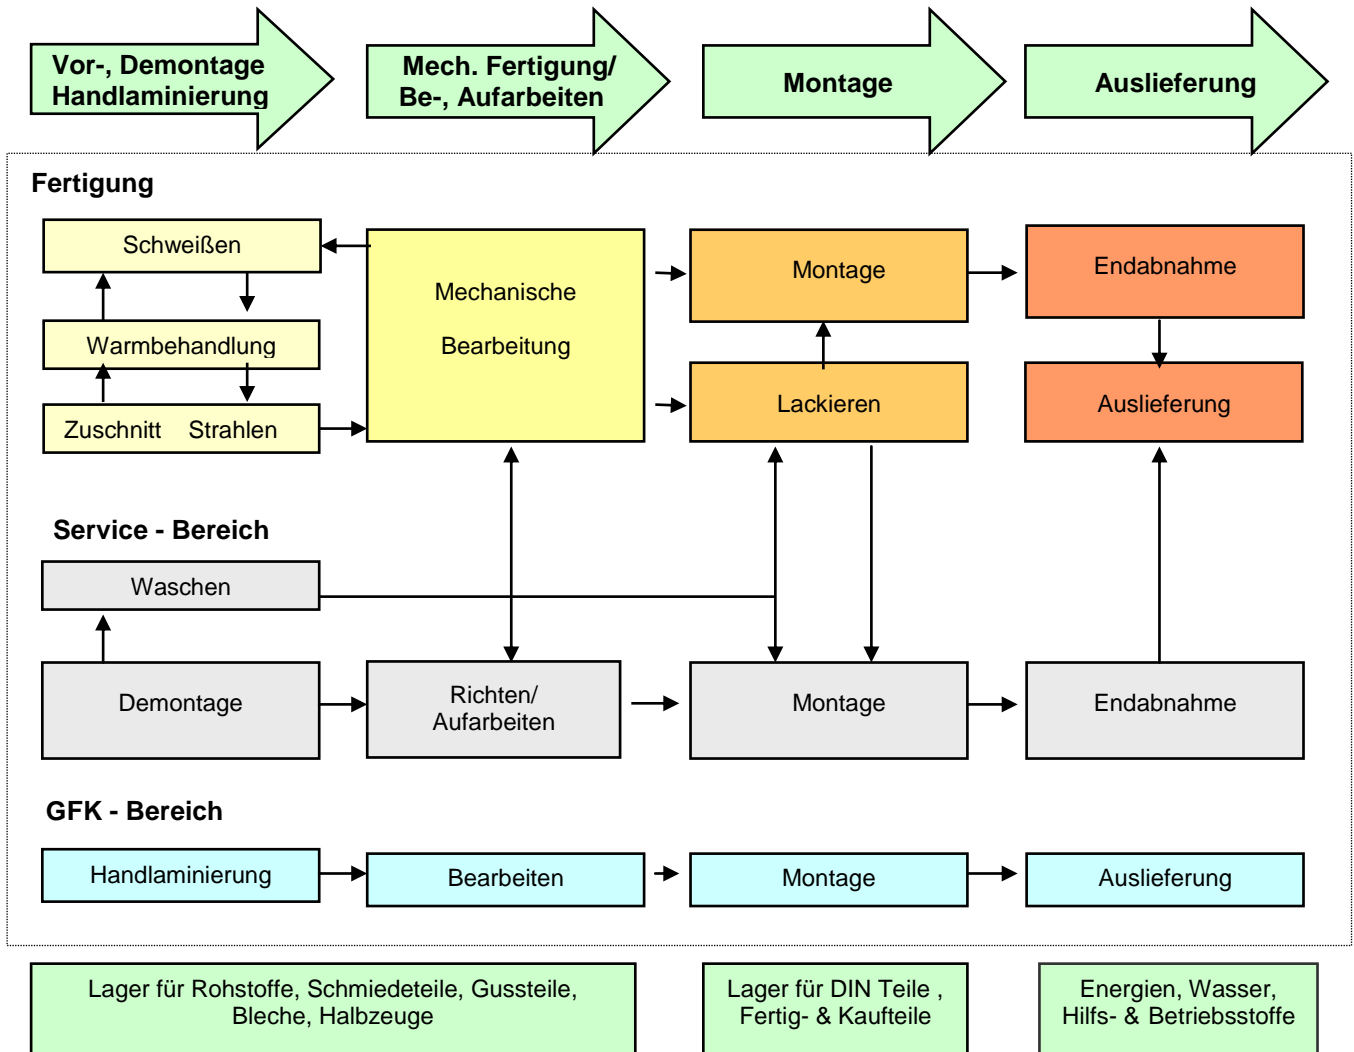 Vor-, Demontage
Handlaminierung
Mech. Fertigung/
Be-, Aufarbeiten
Montage
Auslieferung
Fertigung
Schweißen
Warmbehandlung
Zuschnitt Strahlen
Mechanische
Bearbeitung
Montage
Lackieren
Endabnahme
Auslieferung
Service - Bereich
Waschen
Demontage
Richten/
Aufarbeiten
Montage
Endabnahme
GFK - Bereich
Handlaminierung
Bearbeiten
Montage
Auslieferung
Lager für Rohstoffe, Schmiedeteile, Gussteile,
Bleche, Halbzeuge
Lager für DIN Teile ,
Fertig- & Kaufteile
Energien, Wasser,
Hilfs- & Betriebsstoffe